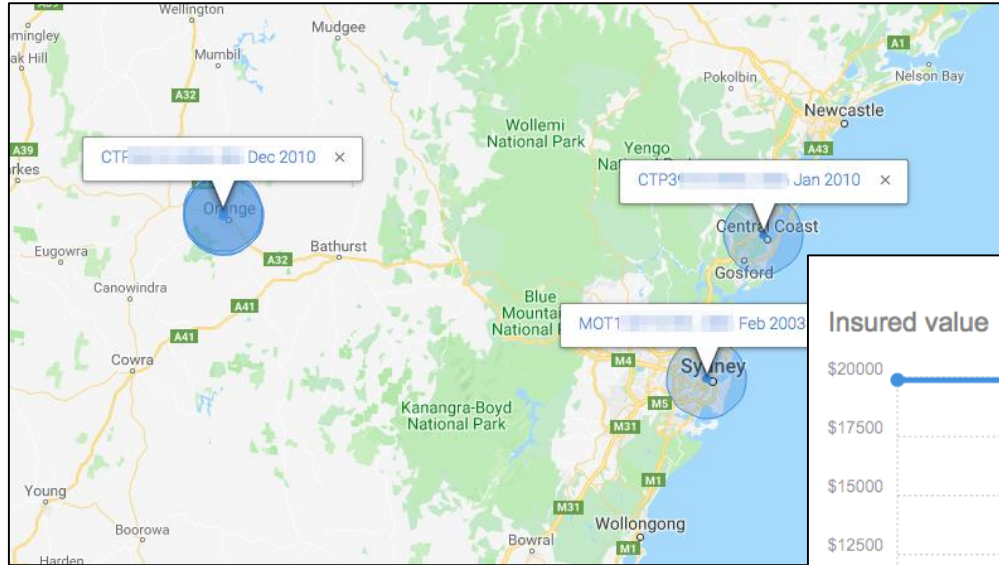 Wellington
Mudgee
mingley
ak Hill
Mumbil
A1
Pokolbin
Nelson Bay
A32
Newcastle
Wollemi
National Park
Yengo
A39
A43
rkes
CTP Dec 2010 ×
CTP39 Jan 2010 ×
Orange
Central Coast
Eugowra
A32
Bathurst
Gosford
Canowindra
A41
Blue
Mountains
National
MOT1 Feb 2003
A41
Cowra
M4
Sydney
M5
Kanangra-Boyd
National Park
M31
M1
Young
M31
Boorowa
Wollongong
Bowral
M1
Harden
Insured value
$20000
$17500
$15000
$12500